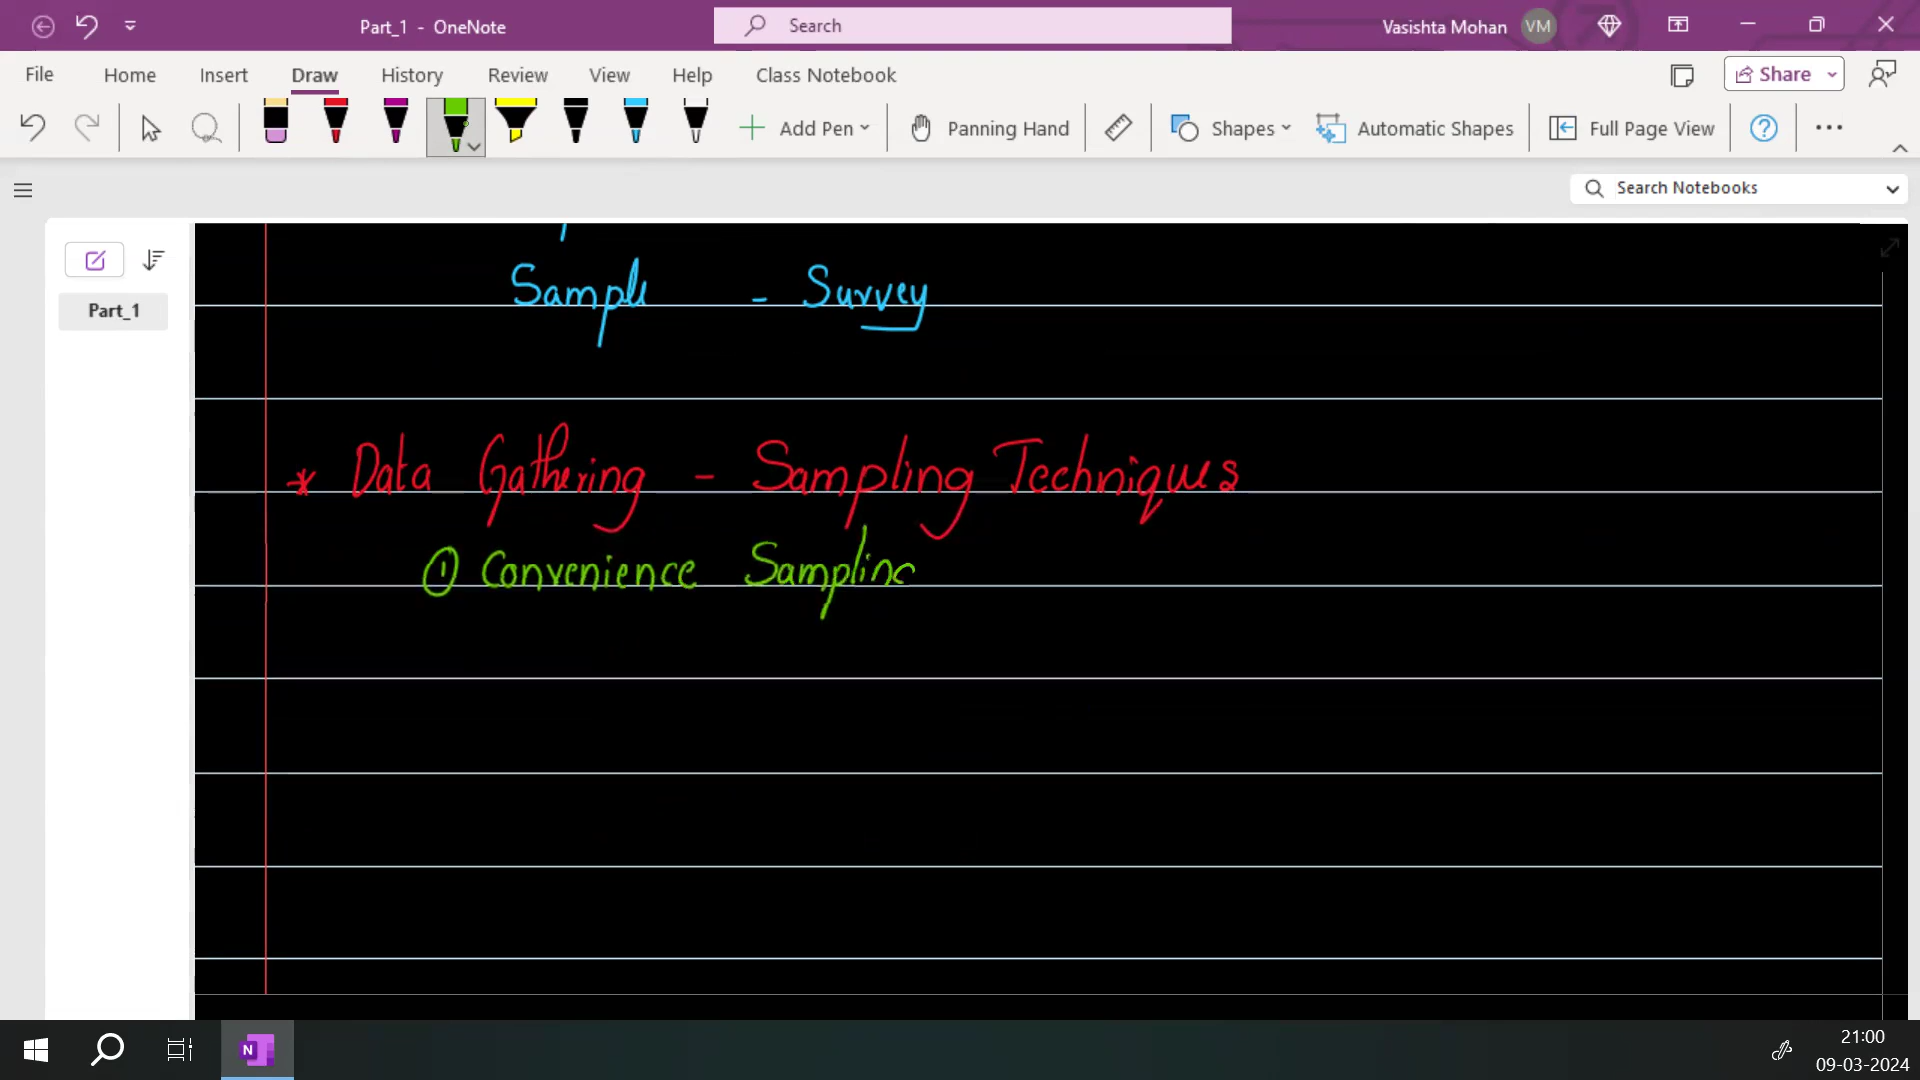 Part_1 - OneNote
Search
Vasishta Mohan
VM
File
Home
Insert
Draw
History
Review
View
Help
Class Notebook
Share
Add Pen
Panning Hand
Shapes
Automatic Shapes
Full Page View
Search Notebooks
Part_1
Sample - Survey
* Data Gathering - Sampling Techniques
① Convenience Samplinc
N
21:00
09-03-2024